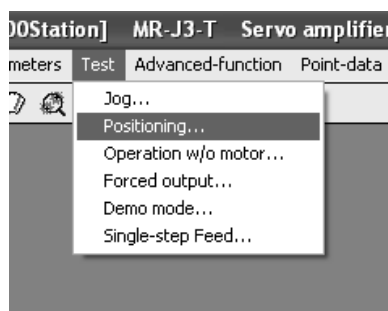 00Station] MR-J3-T Servo amplifier
meters Test Advanced-function Point-data
Jog...
Positioning...
Operation w/o motor...
Forced output...
Demo mode...
Single-step Feed...